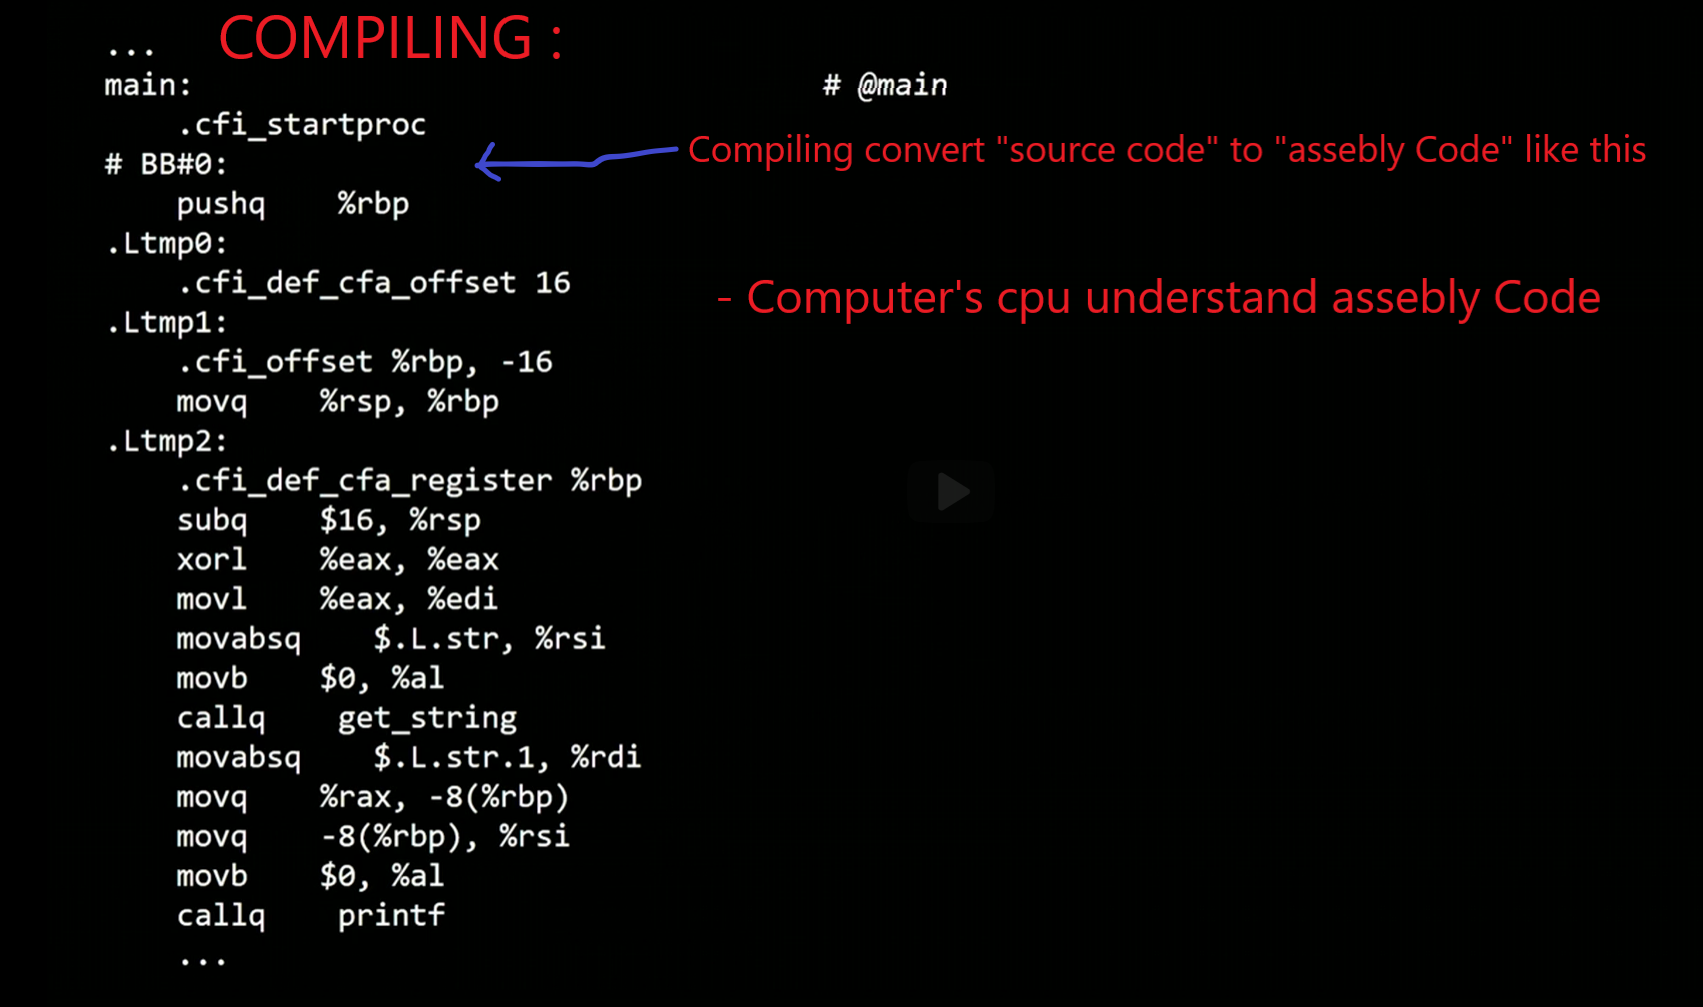 ... COMPILING :
main: # @main
.cfi_startproc
Compiling convert "source code" to "assebly Code" like this
# BB#0:
pushq %rbp
.Ltmp0:
.cfi_def_cfa_offset 16
- Computer's cpu understand assebly Code
.Ltmp1:
.cfi_offset %rbp, -16
movq %rsp, %rbp
.Ltmp2:
.cfi_def_cfa_register %rbp
subq $16, %rsp
xorl %eax, %eax
movl %eax, %edi
movabsq $.L.str, %rsi
movb $0, %al
callq get_string
movabsq $.L.str.1, %rdi
movq %rax, -8(%rbp)
movq -8(%rbp), %rsi
movb $0, %al
callq printf
...